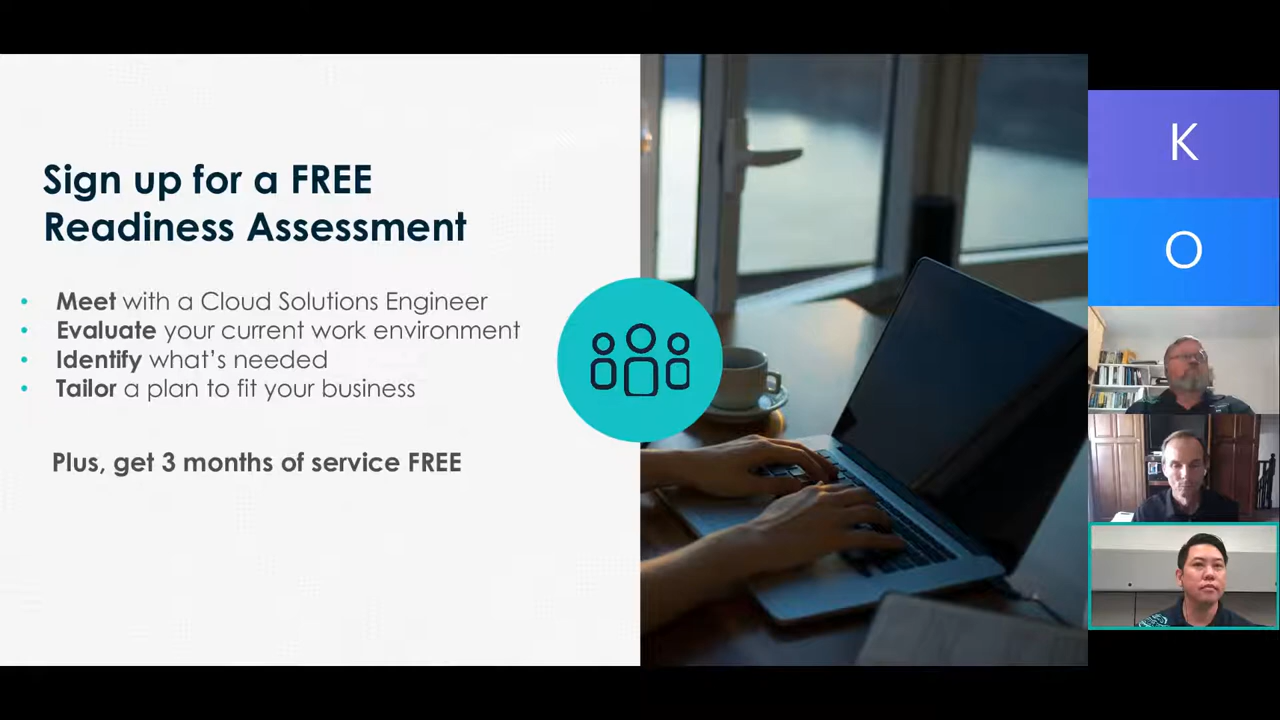 Sign up for a FREE
Readiness Assessment
• Meet with a Cloud Solutions Engineer
• Evaluate your current work environment
• Identify what's needed
• Tailor a plan to fit your business
Plus, get 3 months of service FREE
K
O